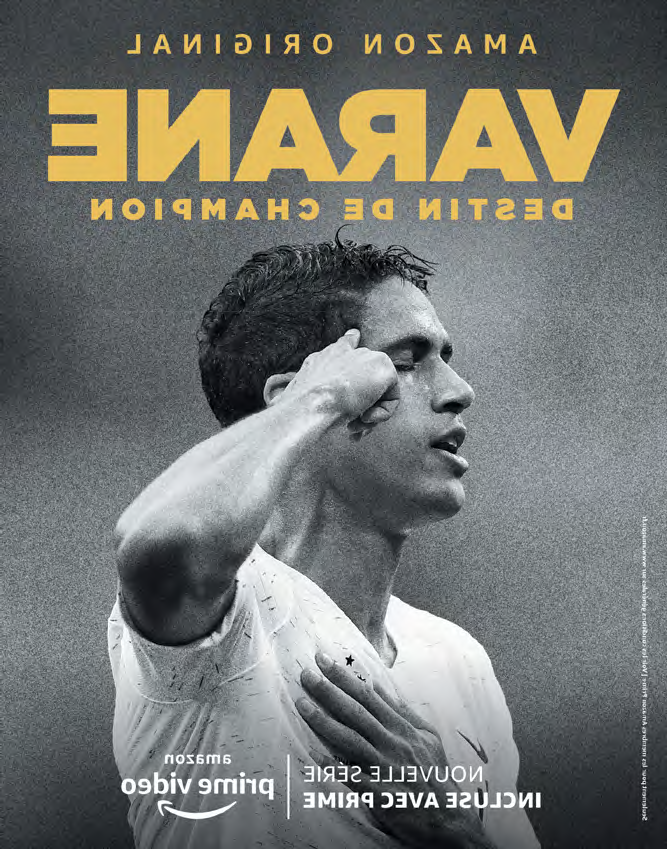 AMAZON ORIGINAL
VARANE
DESTIN DE CHAMPION
NOUVELLE SÉRIE
INCLUSE AVEC PRIME
amazon
prime video